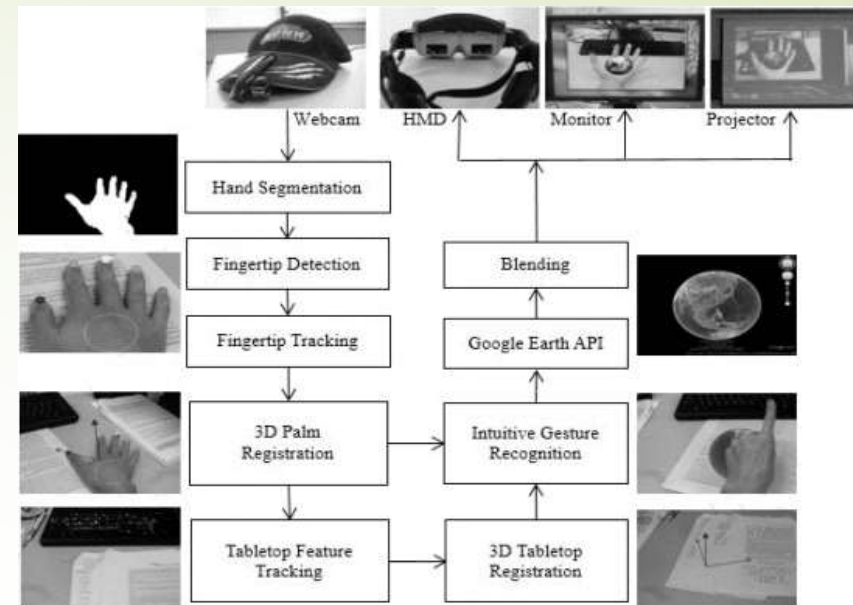 Webcam
HMD
Monitor
Projector
Hand Segmentation
Fingertip Detection
Blending
Fingertip Tracking
Google Earth API
3D Palm
Registration
Intuitive Gesture
Recognition
Tabletop Feature
Tracking
3D Tabletop
Registration